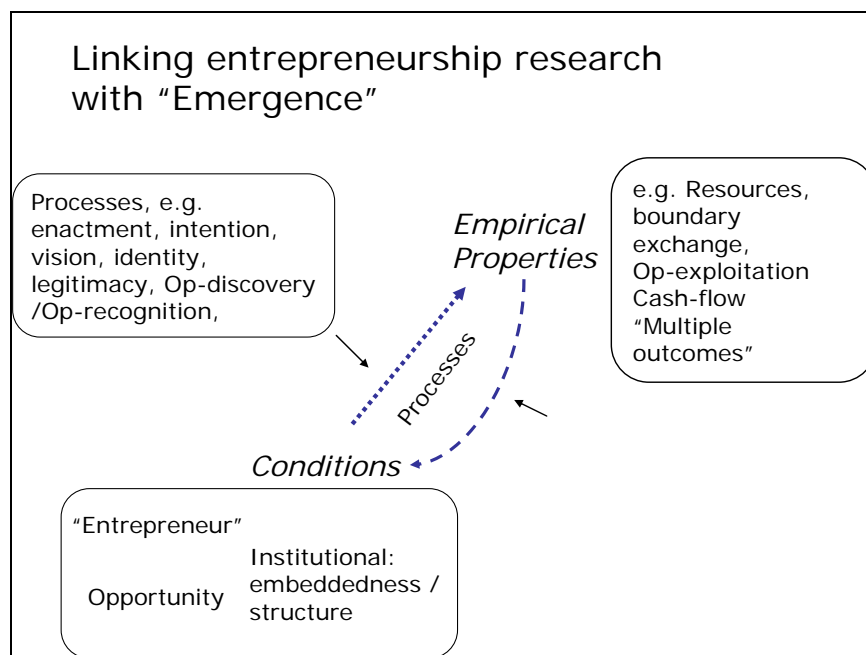 Linking entrepreneurship research
with “Emergence”
Processes, e.g.
enactment, intention,
vision, identity,
legitimacy, Op-discovery
/Op-recognition,
Empirical
Properties
e.g. Resources,
boundary
exchange,
Op-exploitation
Cash-flow
“Multiple
outcomes”
Processes
Conditions
“Entrepreneur”
Opportunity
Institutional:
embeddedness /
structure